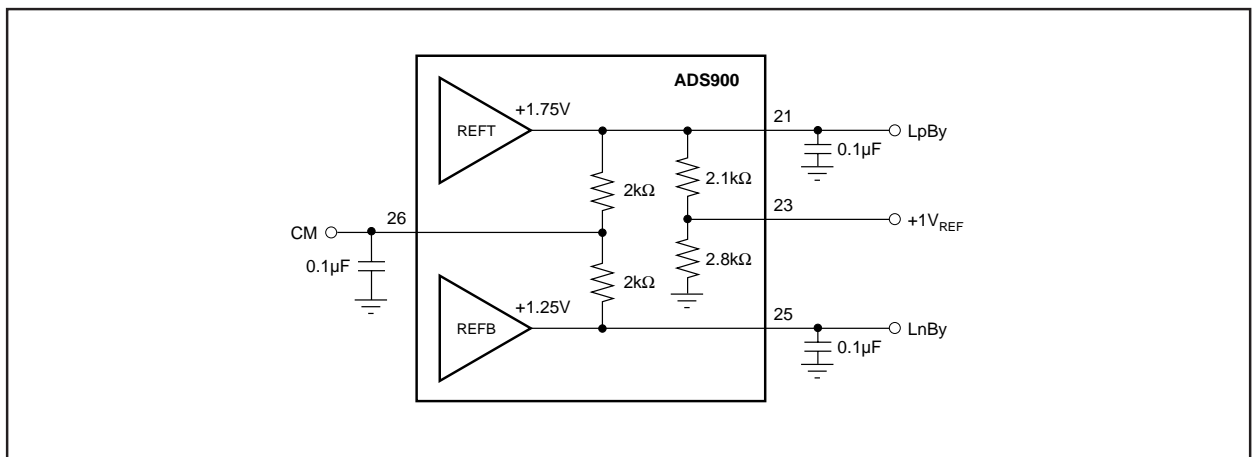 ADS900
+1.75V
REFT
21
LpBy
0.1µF
2kΩ
2.1kΩ
23
+1VREF
26
CM
0.1µF
2kΩ
2.8kΩ
+1.25V
REFB
25
LnBy
0.1µF